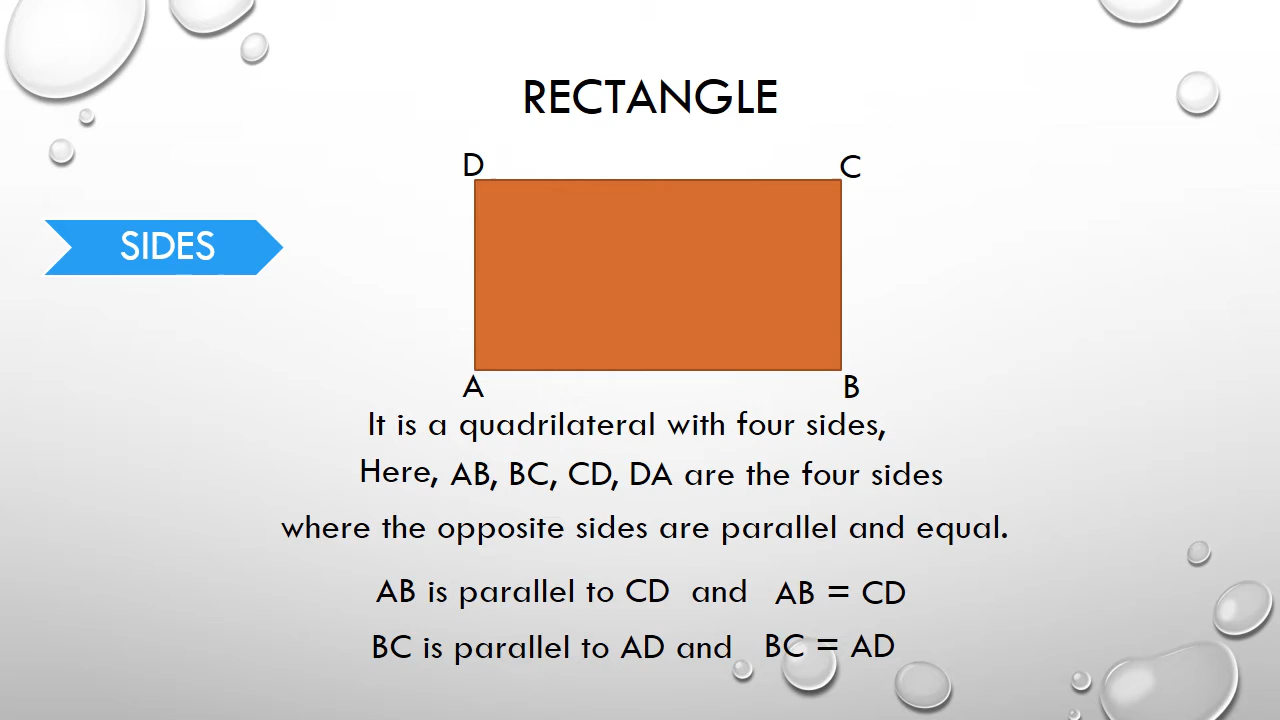 RECTANGLE
D C
SIDES
A B
It is a quadrilateral with four sides,
Here, AB, BC, CD, DA are the four sides
where the opposite sides are parallel and equal.
AB is parallel to CD and AB = CD
BC is parallel to AD and BC = AD